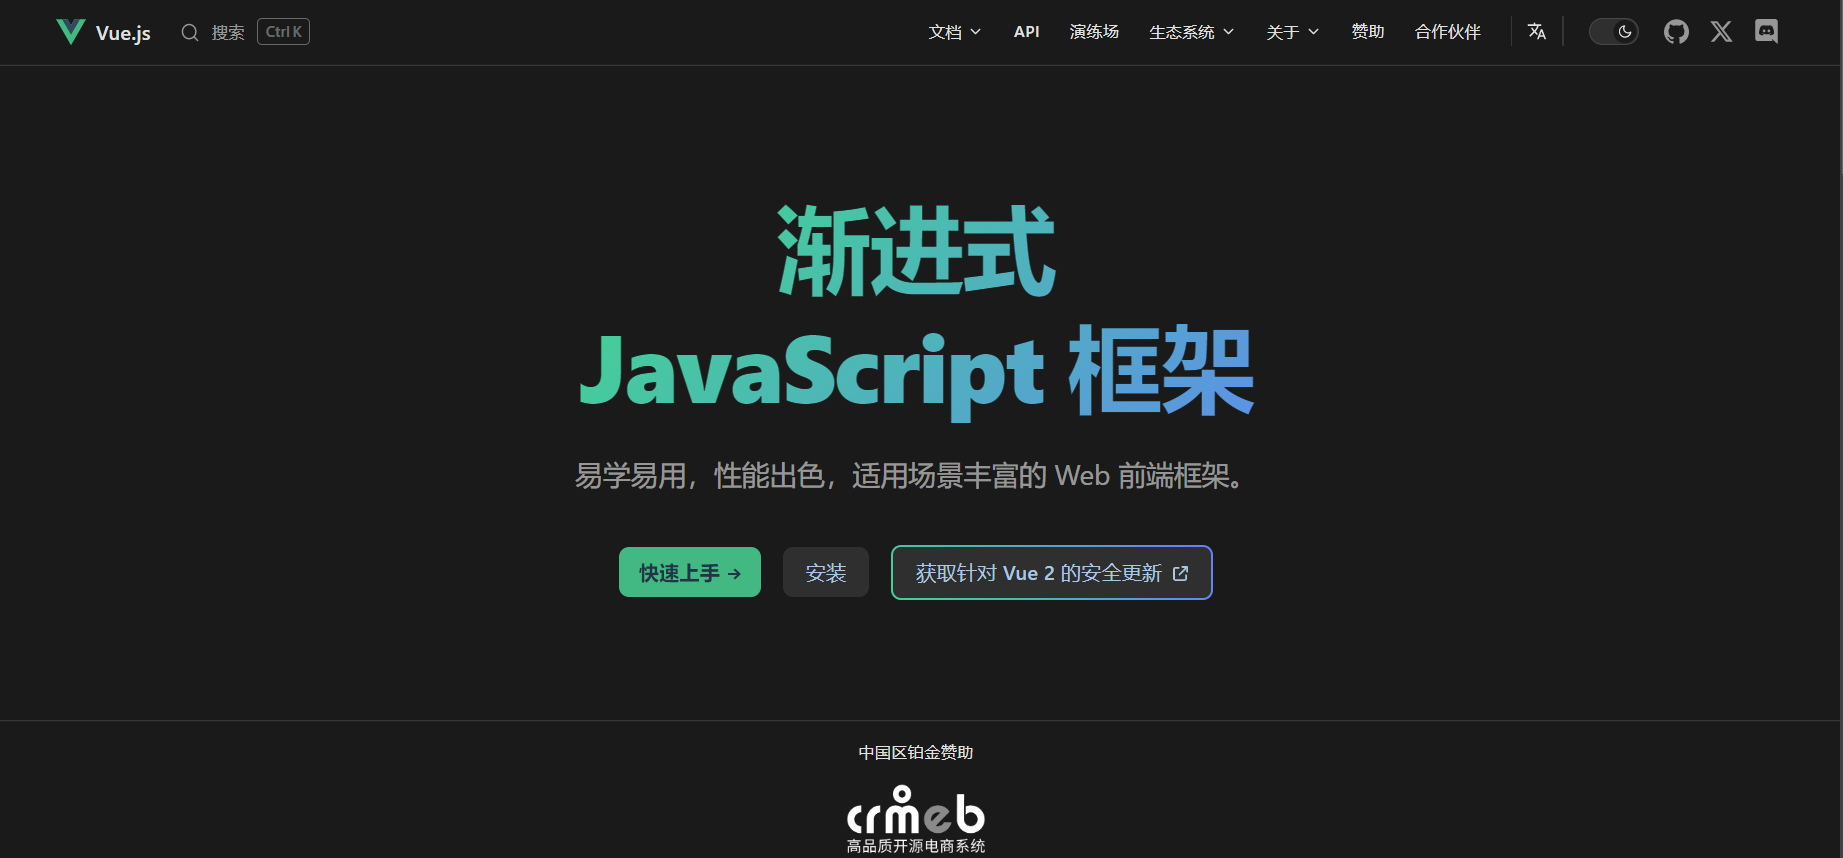 Vue.js 搜索 Ctrl K 文档 API 演练场 生态系统 关于 赞助 合作伙伴
渐进式
JavaScript 框架
易学易用，性能出色，适用场景丰富的 Web 前端框架。
快速上手 → 安装 获取针对 Vue 2 的安全更新
中国区铂金赞助
crmeb
高品质开源电商系统